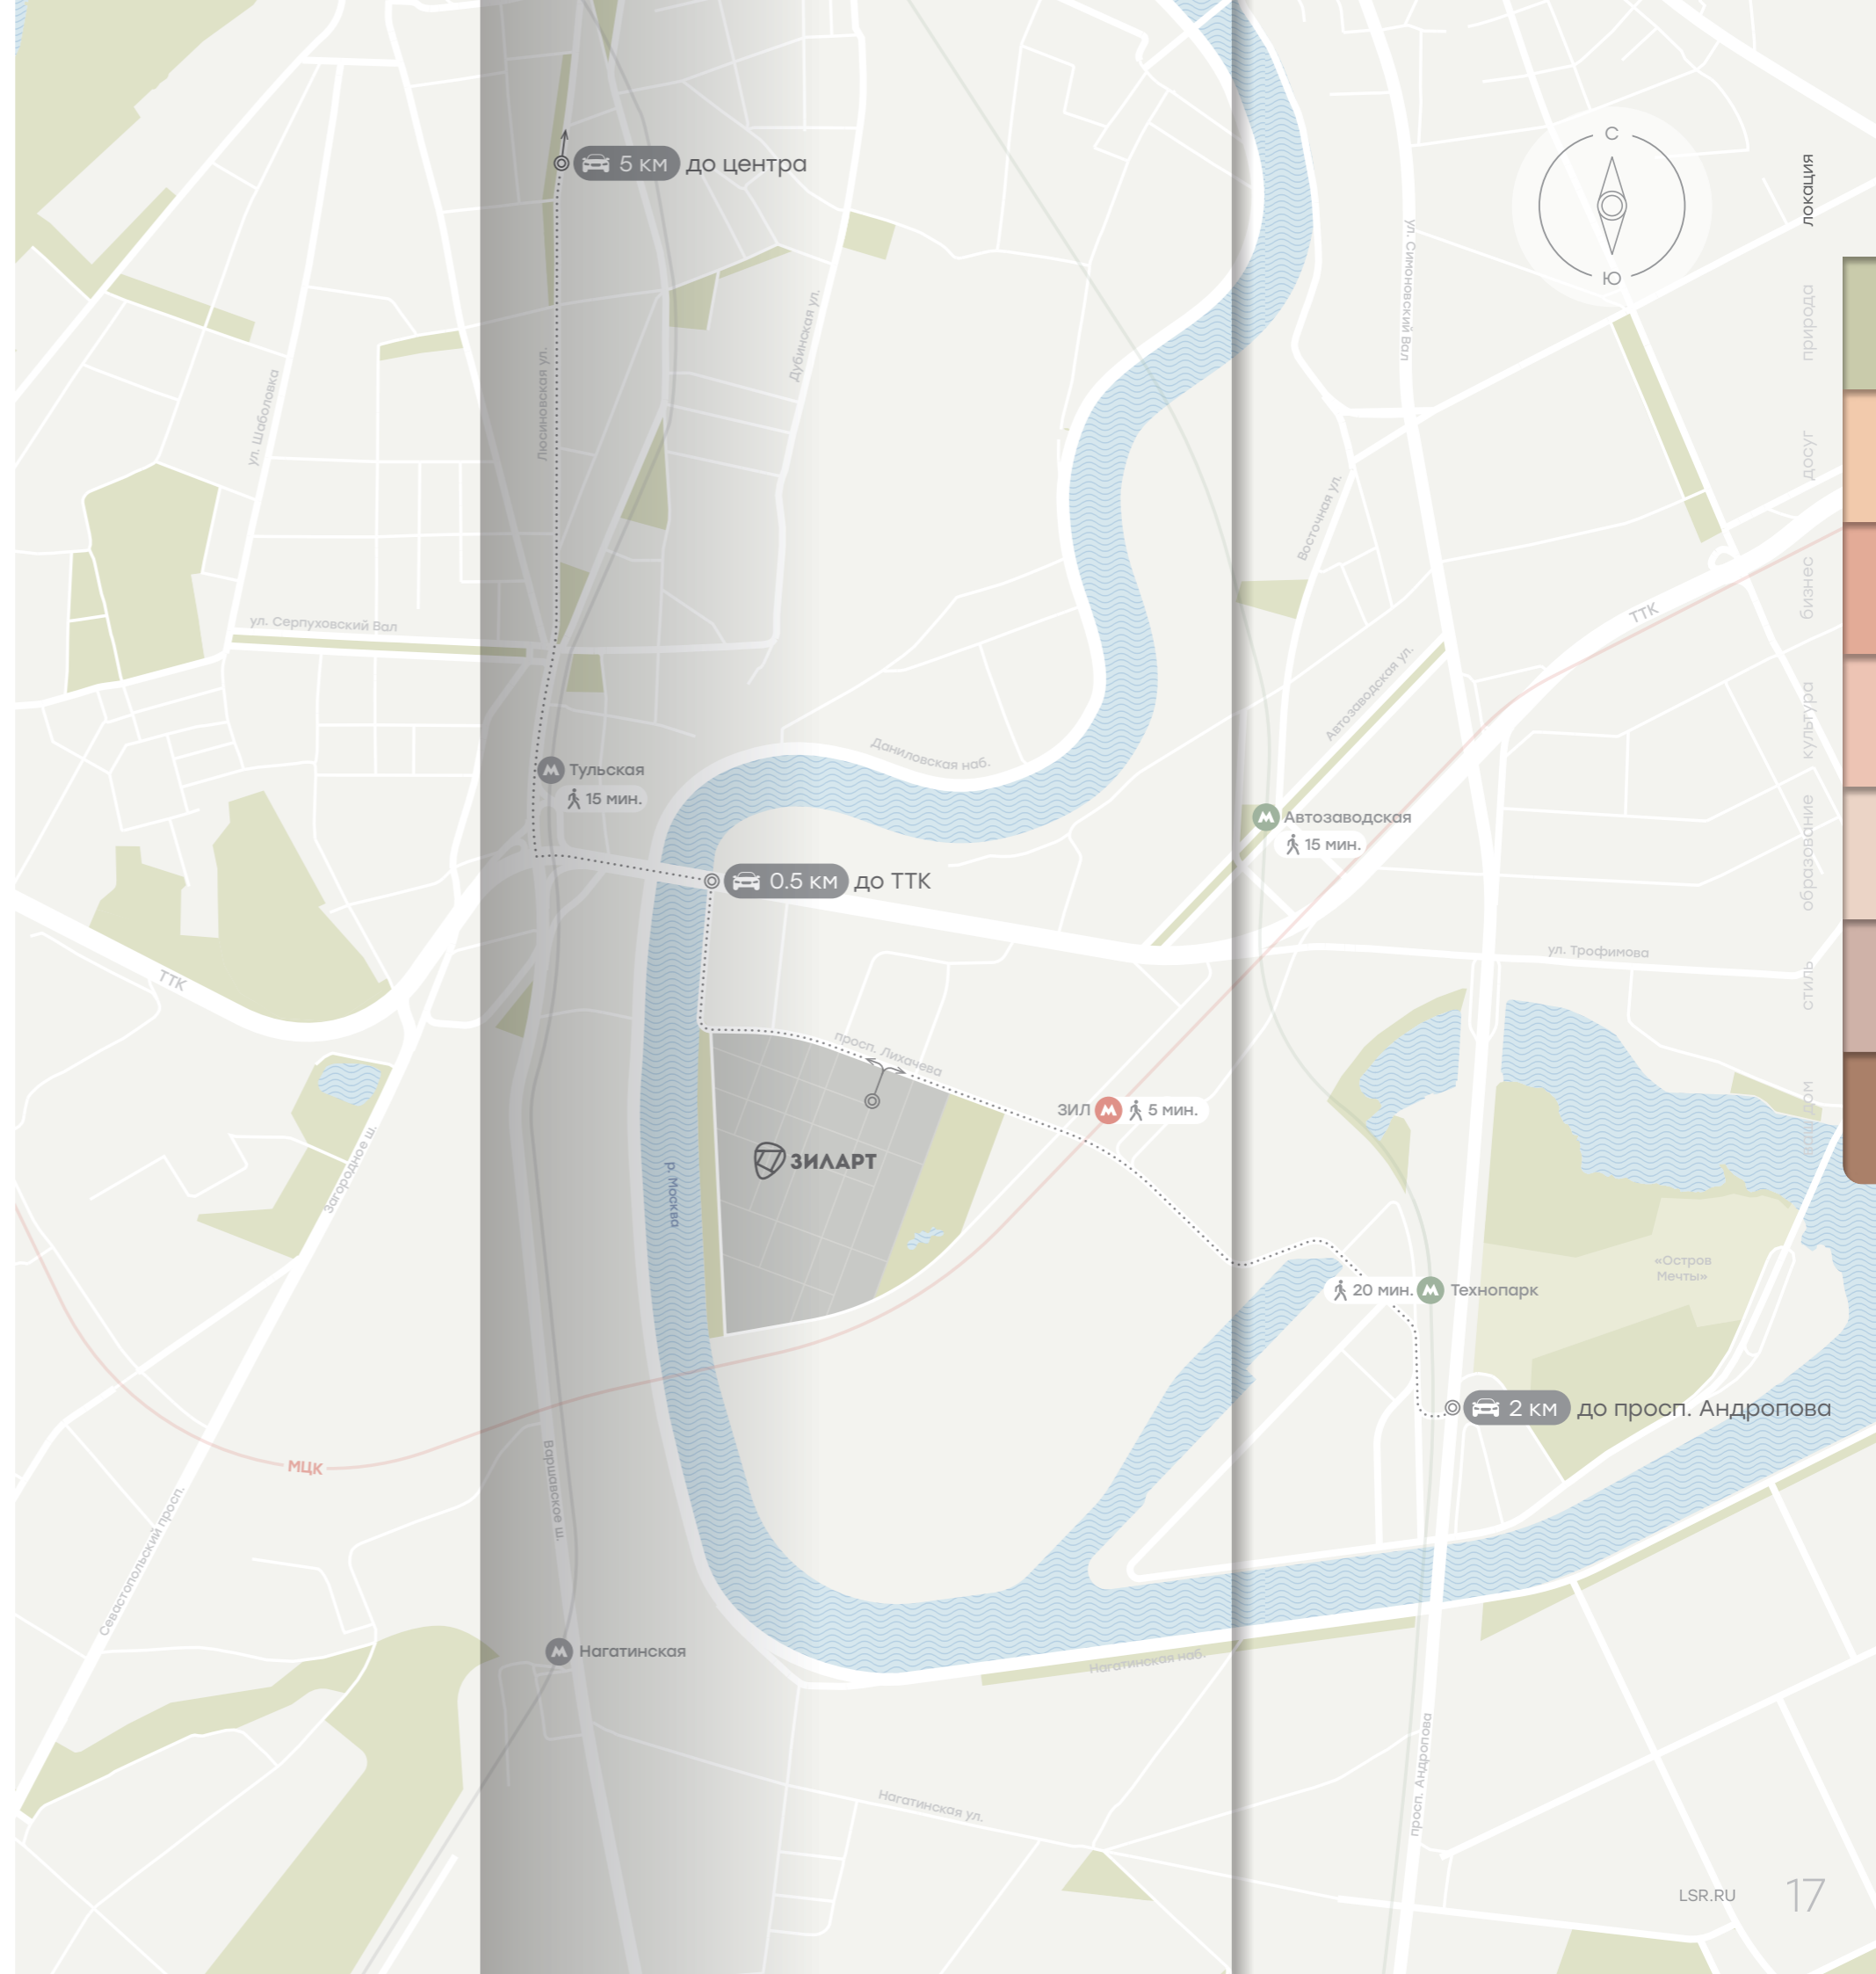 С
Ю
локация
природа
досуг
бизнес
культура
образование
стиль
дом
5 км до центра
ул. Симоновский Вал
Люсиновская ул.
Дубининская ул.
ул. Шаболовка
Восточная ул.
ТТК
ул. Серпуховский Вал
Автозаводская ул.
Даниловская наб.
М Тульская
15 мин.
М Автозаводская
15 мин.
0.5 км до ТТК
ул. Трофимова
ТТК
просп. Лихачева
ЗИЛ М 5 мин.
ЗИЛАРТ
р. Москва
Загородное ш.
«Остров
Мечты»
20 мин. М Технопарк
2 км до просп. Андропова
МЦК
Варшавское ш.
Севастопольский просп.
М Нагатинская
Нагатинская наб.
просп. Андропова
Нагатинская ул.
LSR.RU
17